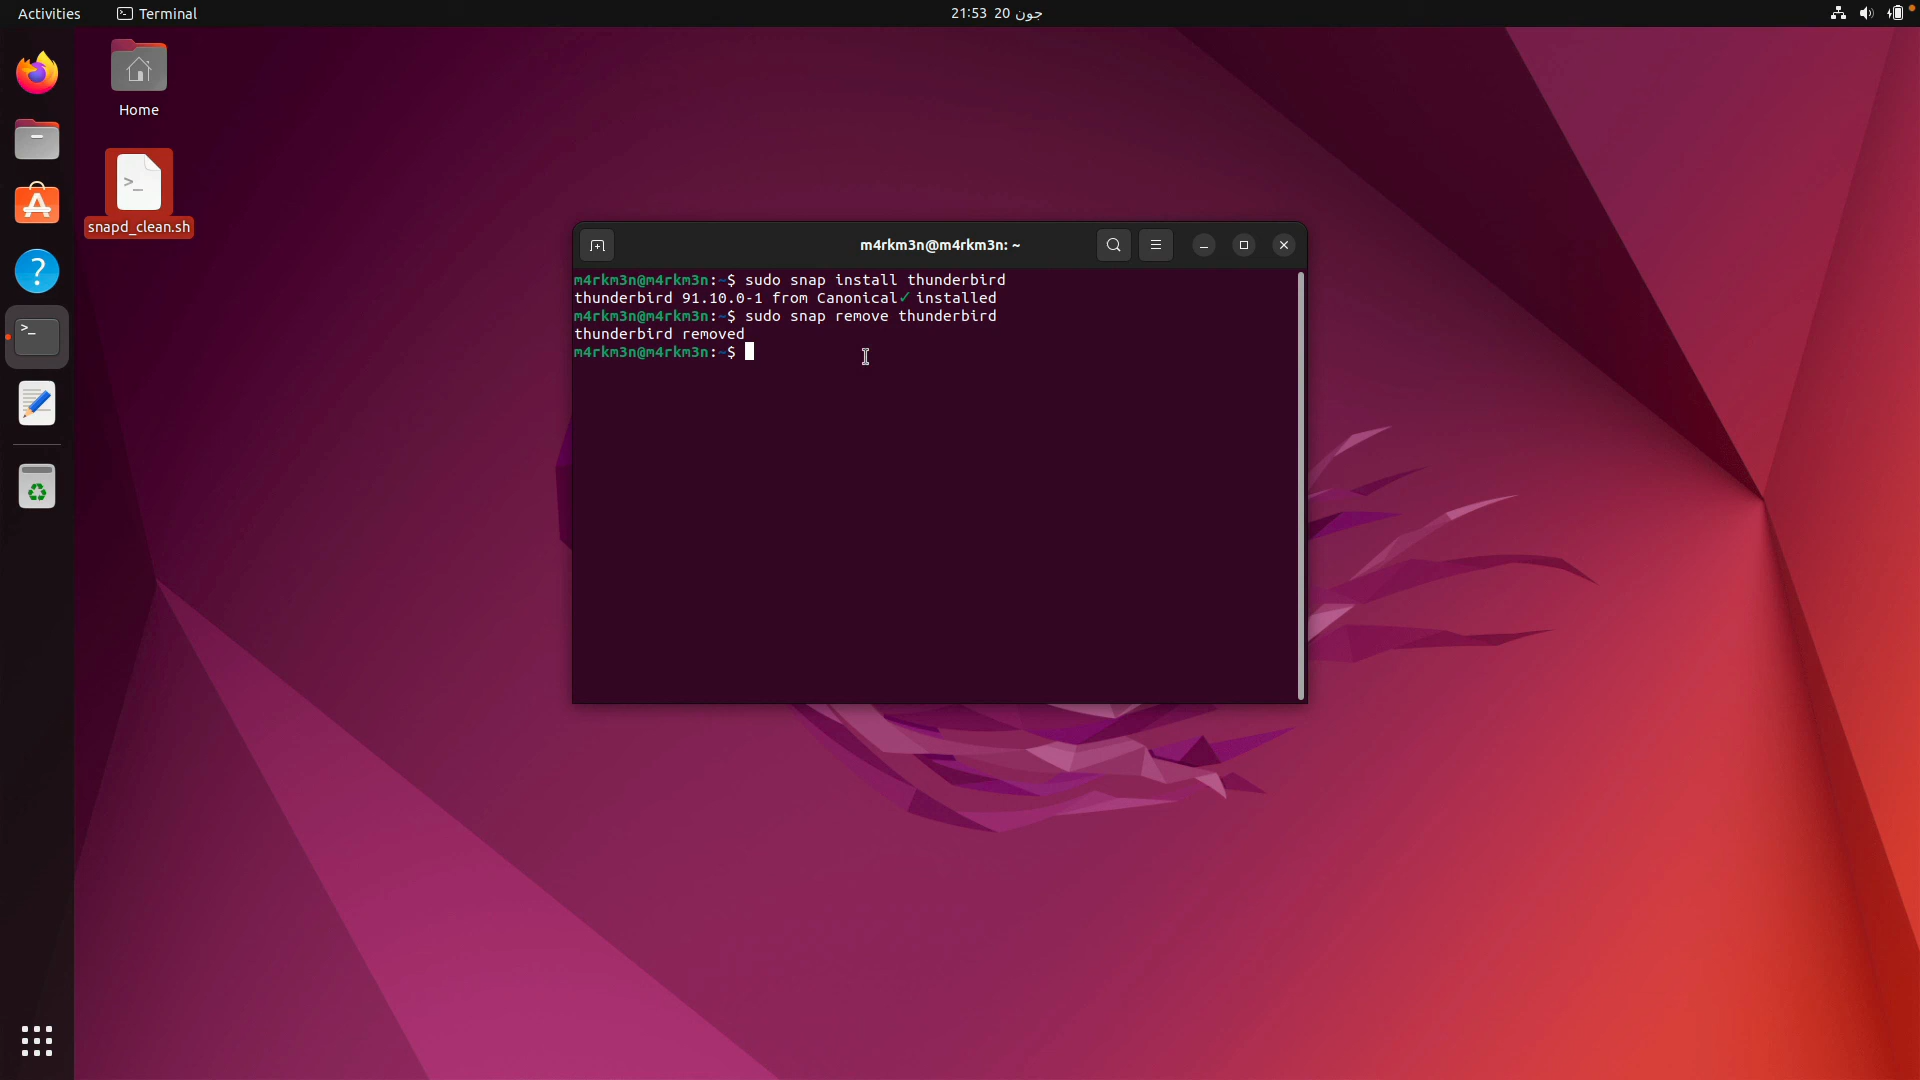 Activities
Terminal
21:53 20 جون
Home
snapd_clean.sh
m4rkm3n@m4rkm3n: ~
m4rkm3n@m4rkm3n:~$ sudo snap install thunderbird
thunderbird 91.10.0-1 from Canonical✓ installed
m4rkm3n@m4rkm3n:~$ sudo snap remove thunderbird
thunderbird removed
m4rkm3n@m4rkm3n:~$